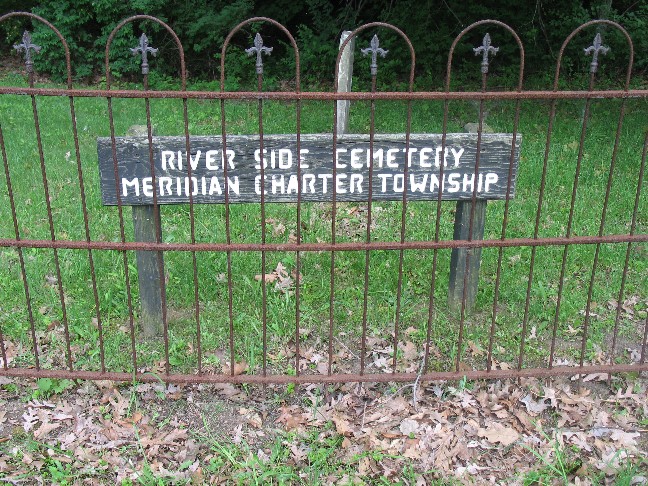 RIVER SIDE CEMETERY
MERIDIAN CHARTER TOWNSHIP